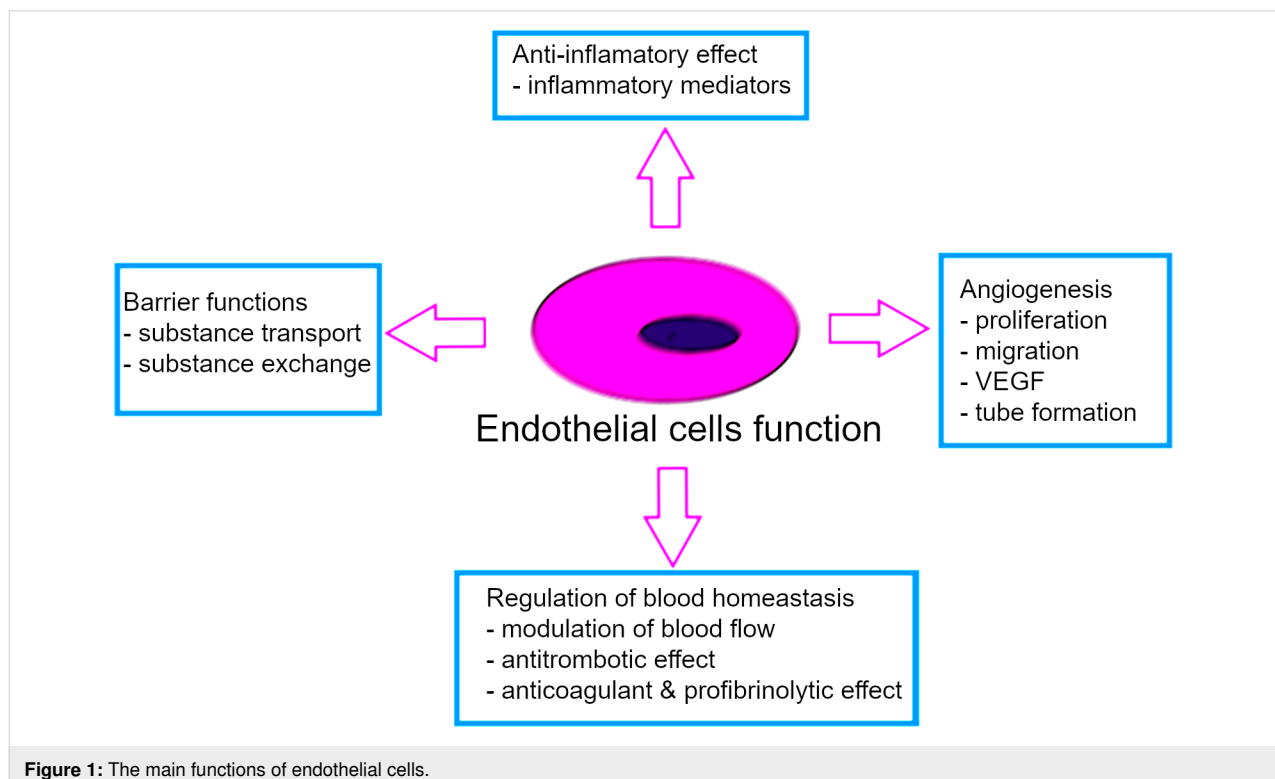 Anti-inflamatory effect
- inflammatory mediators
Barrier functions
- substance transport
- substance exchange
Angiogenesis
- proliferation
- migration
- VEGF
- tube formation
Endothelial cells function
Regulation of blood homeastasis
- modulation of blood flow
- antitrombotic effect
- anticoagulant & profibrinolytic effect
Figure 1: The main functions of endothelial cells.